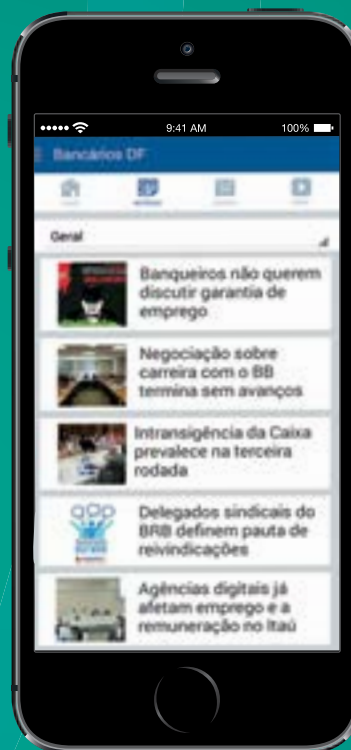 9:41 AM
100%
Bancários DF
Geral
Banqueiros não querem
discutir garantia de
emprego
Negociação sobre
carreira com o BB
termina sem avanços
Intransigência da Caixa
prevalece na terceira
rodada
Delegados sindicais do
BRB definem pauta de
reivindicações
Agências digitais já
afetam emprego e a
remuneração no Itaú